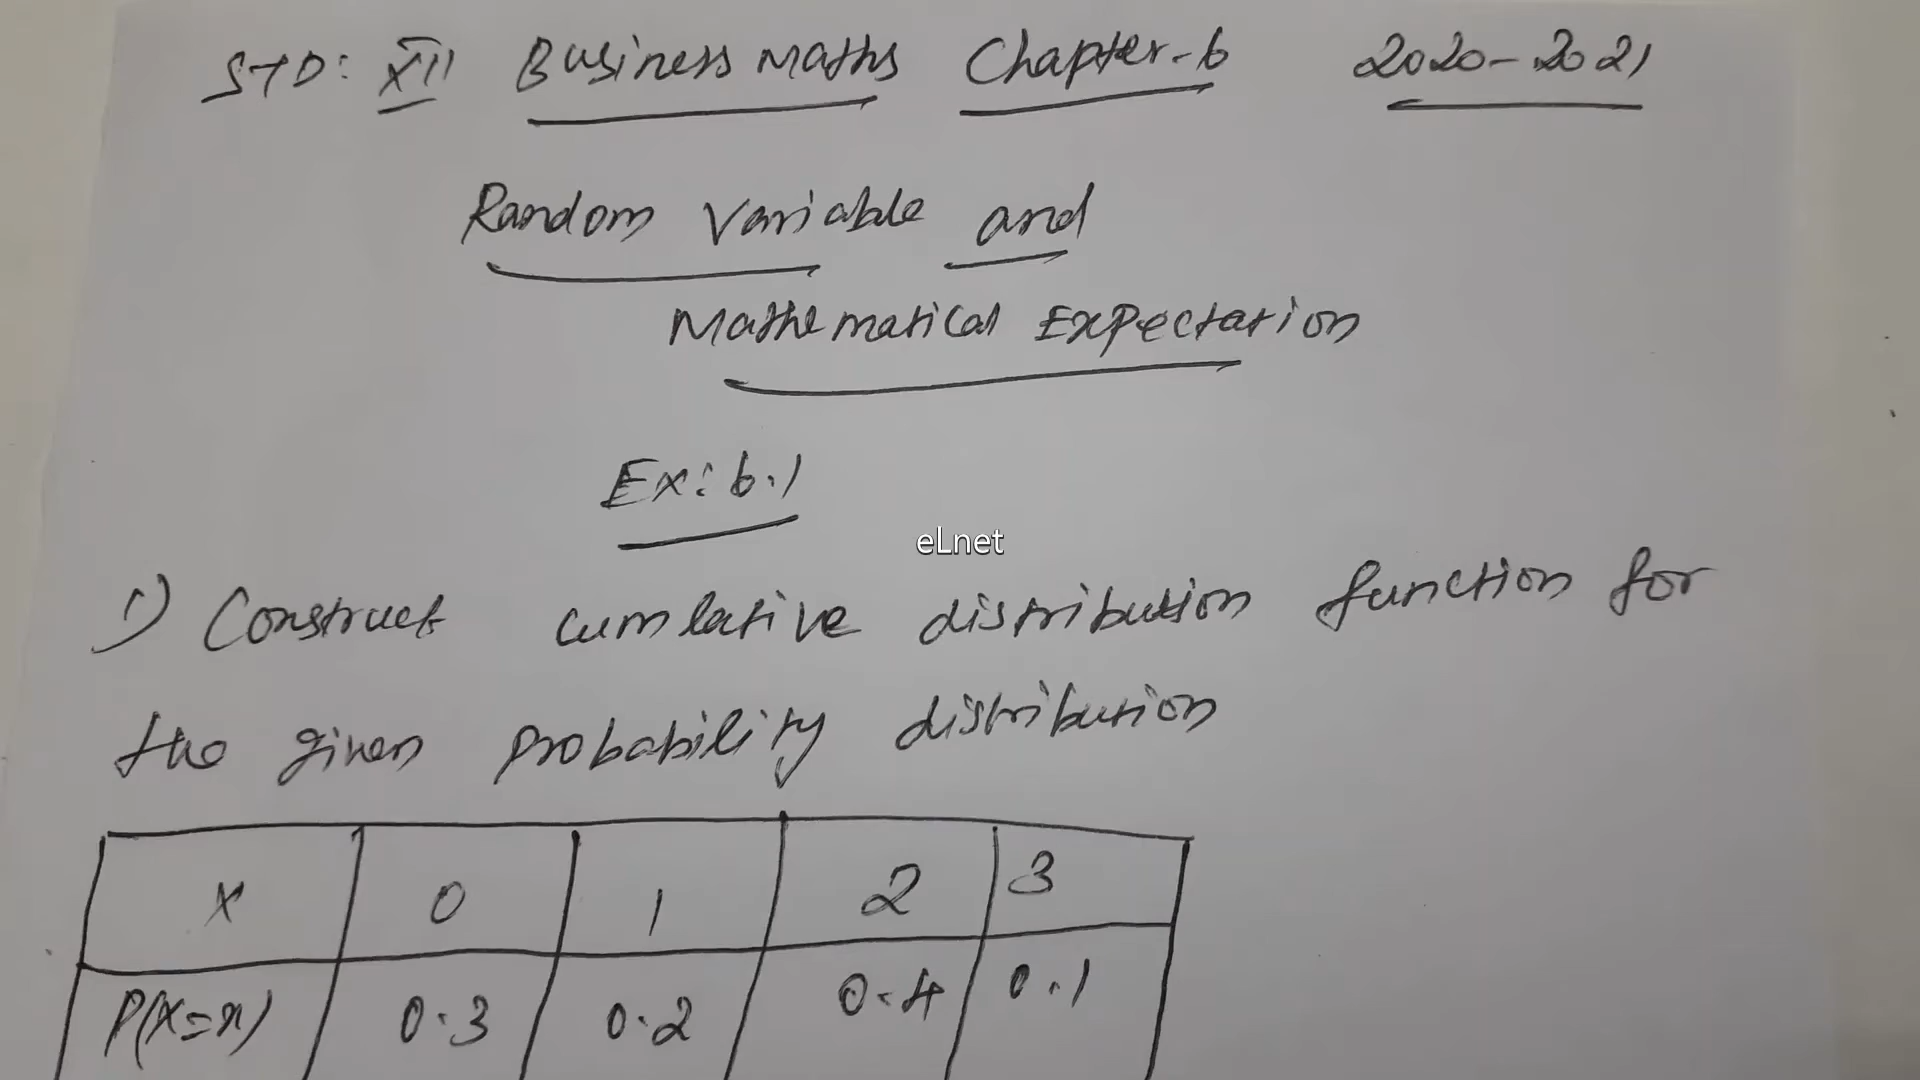 STD: XII Business Maths Chapter-6 2020-2021
Random Variable and
Mathematical Expectation
Ex: 6.1
eLnet
1) Construct cumlative distribution function for
the given probability distribution
X 0 1 2 3
P(X=x) 0.3 0.2 0.4 0.1